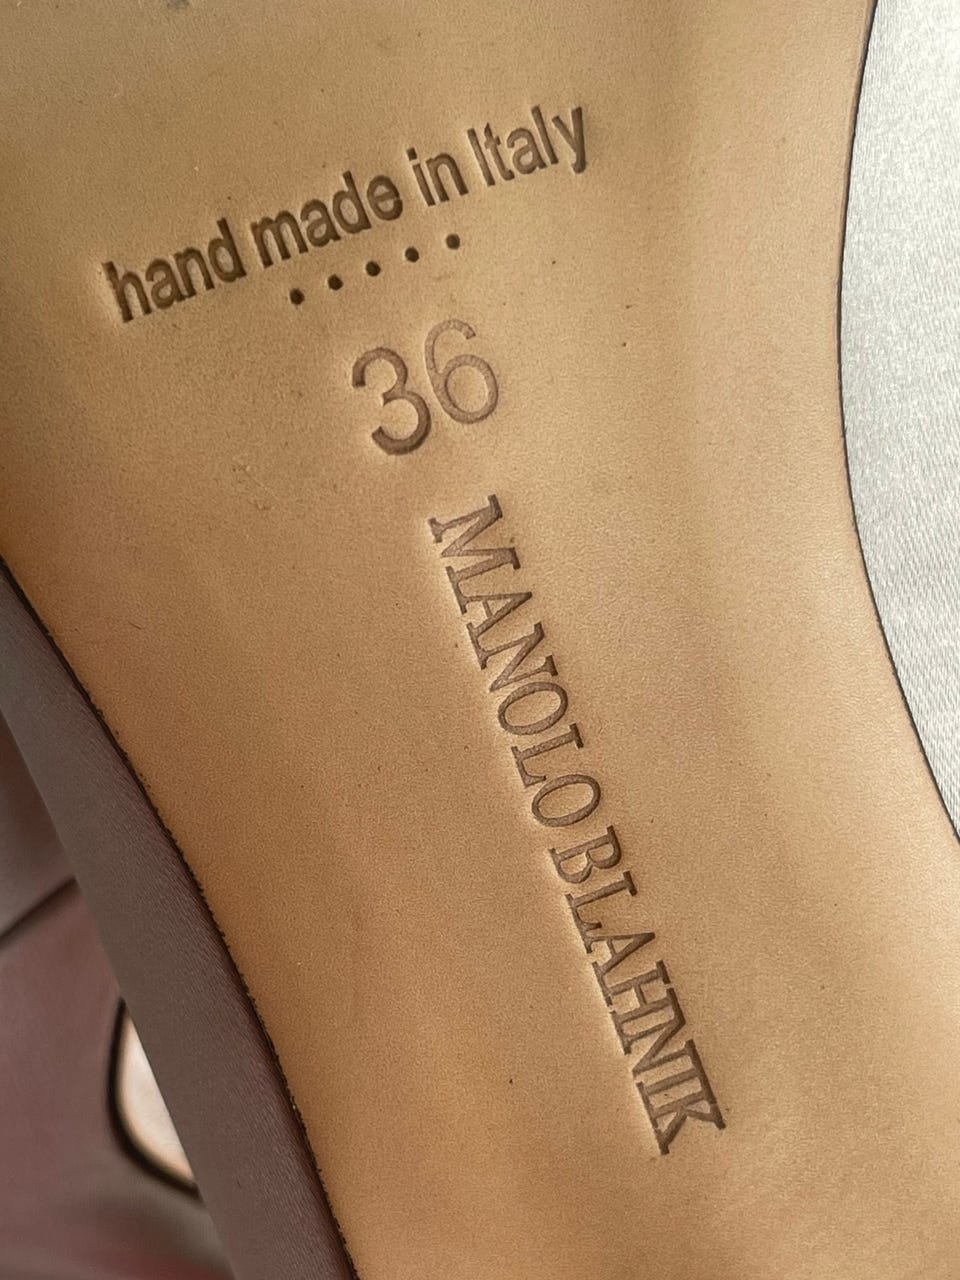 hand made in Italy
.....
36
MANOLO BLAHNIK